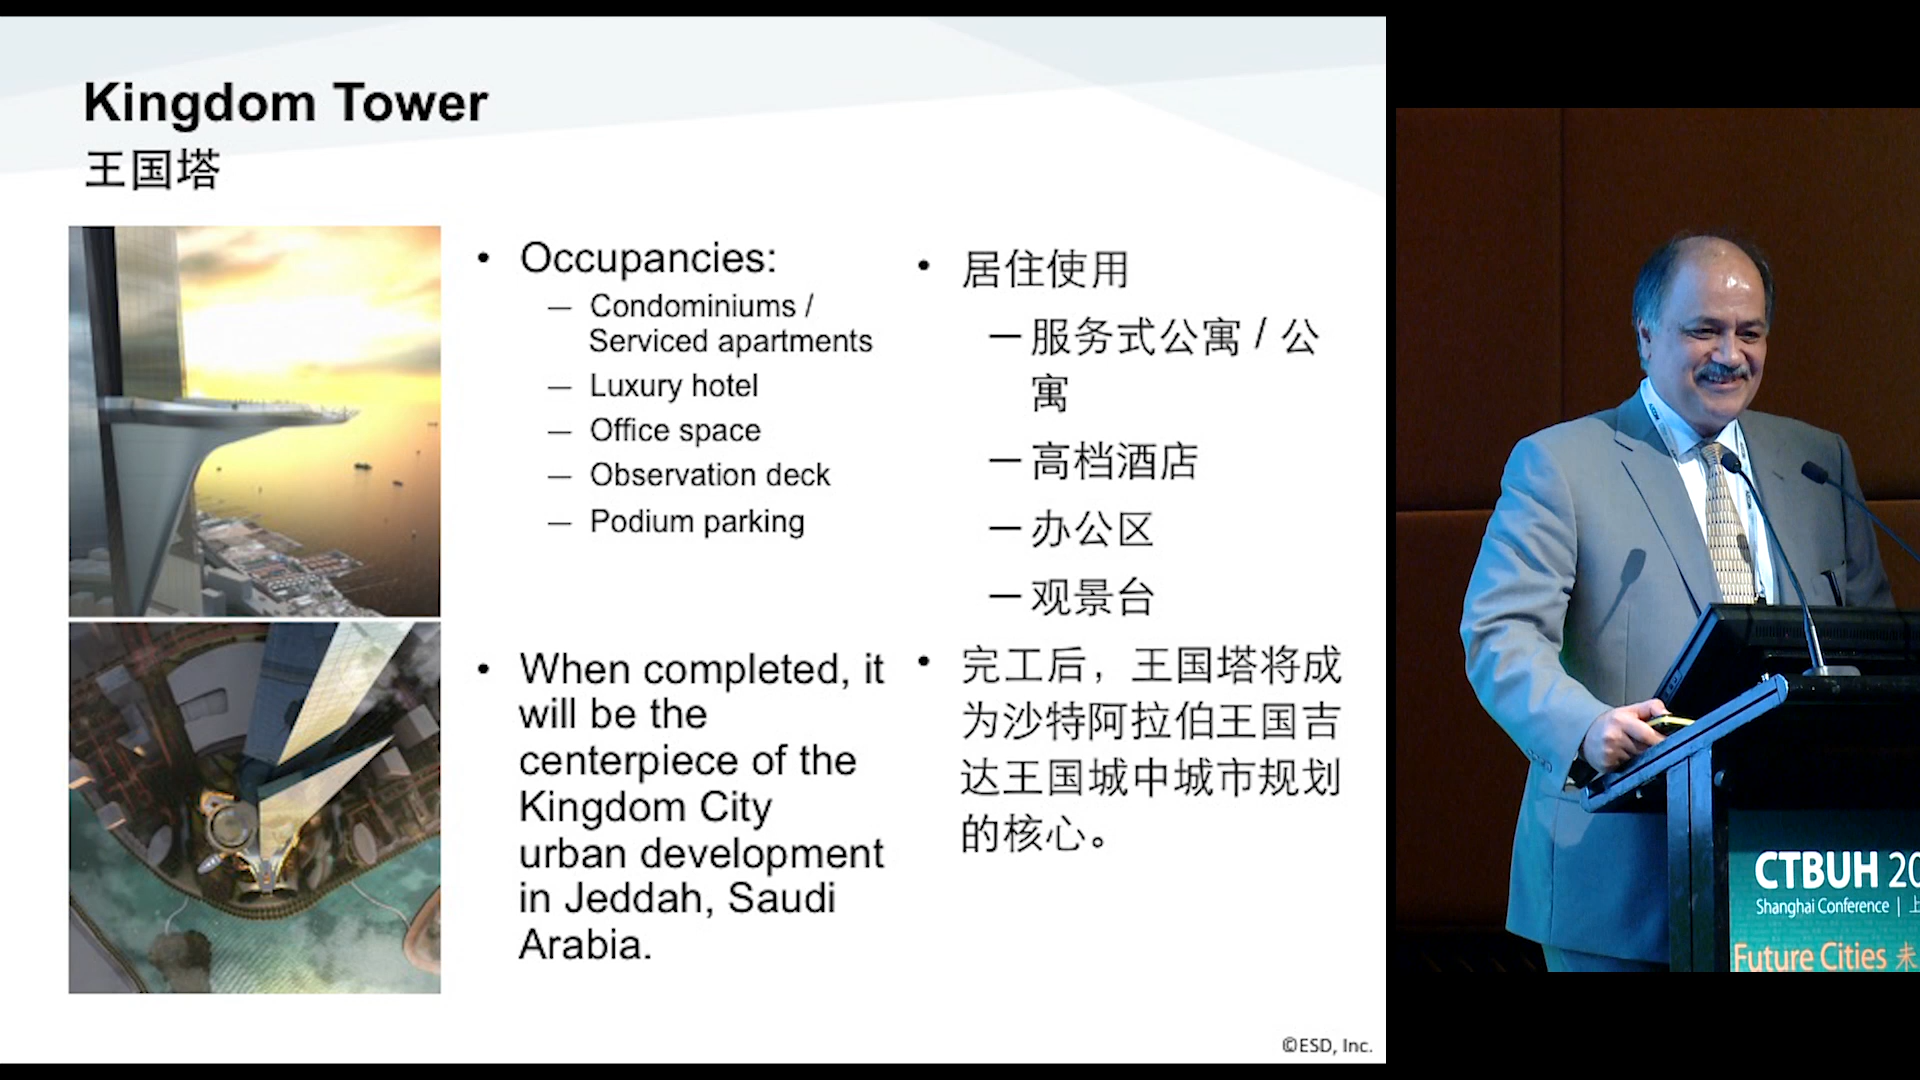 Kingdom Tower
王国塔
• Occupancies:
— Condominiums /
Serviced apartments
— Luxury hotel
— Office space
— Observation deck
— Podium parking
• When completed, it
will be the
centerpiece of the
Kingdom City
urban development
in Jeddah, Saudi
Arabia.
• 居住使用
— 服务式公寓 / 公
寓
— 高档酒店
— 办公区
— 观景台
• 完工后，王国塔将成
为沙特阿拉伯王国吉
达王国城中城市规划
的核心。
©ESD, Inc.
CTBUH 20
Shanghai Conference | 上
Future Cities 未